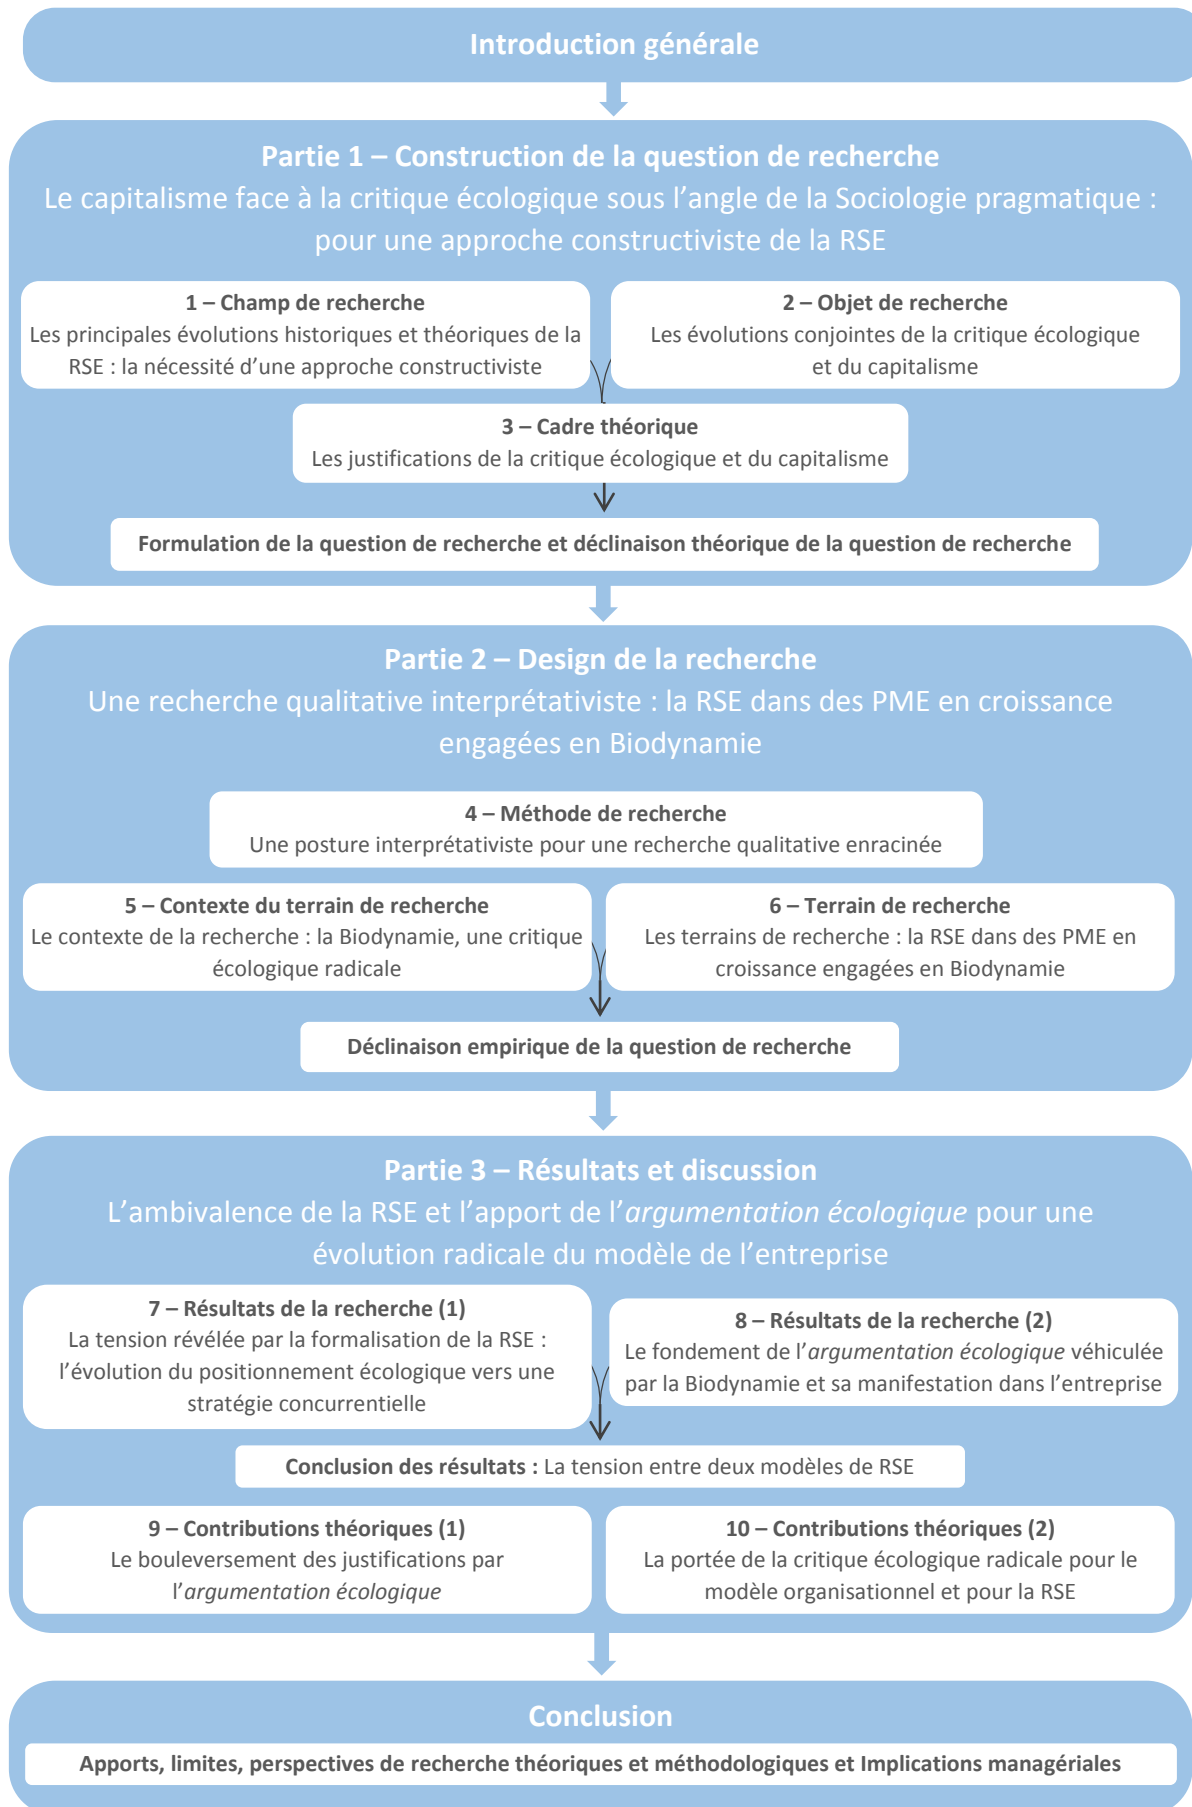 Introduction générale
Partie 1 – Construction de la question de recherche
Le capitalisme face à la critique écologique sous l’angle de la Sociologie pragmatique :
pour une approche constructiviste de la RSE
1 – Champ de recherche
Les principales évolutions historiques et théoriques de la
RSE : la nécessité d’une approche constructiviste
2 – Objet de recherche
Les évolutions conjointes de la critique écologique
et du capitalisme
3 – Cadre théorique
Les justifications de la critique écologique et du capitalisme
Formulation de la question de recherche et déclinaison théorique de la question de recherche
Partie 2 – Design de la recherche
Une recherche qualitative interprétativiste : la RSE dans des PME en croissance
engagées en Biodynamie
4 – Méthode de recherche
Une posture interprétativiste pour une recherche qualitative enracinée
5 – Contexte du terrain de recherche
Le contexte de la recherche : la Biodynamie, une critique
écologique radicale
6 – Terrain de recherche
Les terrains de recherche : la RSE dans des PME en
croissance engagées en Biodynamie
Déclinaison empirique de la question de recherche
Partie 3 – Résultats et discussion
L’ambivalence de la RSE et l’apport de l’argumentation écologique pour une
évolution radicale du modèle de l’entreprise
7 – Résultats de la recherche (1)
La tension révélée par la formalisation de la RSE :
l’évolution du positionnement écologique vers une
stratégie concurrentielle
8 – Résultats de la recherche (2)
Le fondement de l’argumentation écologique véhiculée
par la Biodynamie et sa manifestation dans l’entreprise
Conclusion des résultats : La tension entre deux modèles de RSE
9 – Contributions théoriques (1)
Le bouleversement des justifications par
l’argumentation écologique
10 – Contributions théoriques (2)
La portée de la critique écologique radicale pour le
modèle organisationnel et pour la RSE
Conclusion
Apports, limites, perspectives de recherche théoriques et méthodologiques et Implications managériales